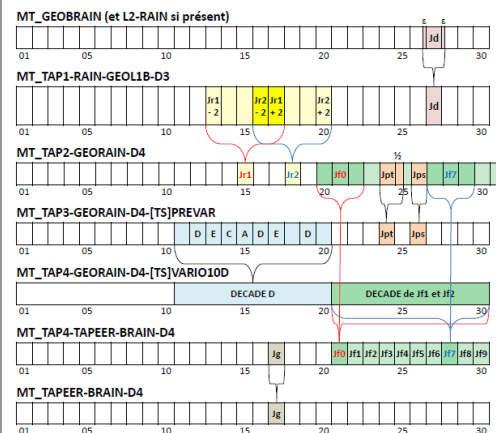 MT_GEOBRAIN (et L2-RAIN si présent)
ε ε
Jd
01 05 10 15 20 25 30
MT_TAP1-RAIN-GEOL1B-D3
Jr1 Jr2 Jr1 Jr2
- 2 - 2 + 2 + 2
Jd
01 05 10 15 20 25 30
MT_TAP2-GEORAIN-D4
½
Jr1 Jr2 Jf0 Jpt Jps Jf7
01 05 10 15 20 25 30
MT_TAP3-GEORAIN-D4-[TS]PREVAR
D E C A D E D Jpt Jps
01 05 10 15 20 25 30
MT_TAP4-GEORAIN-D4-[TS]VARIO10D
DECADE D DECADE de Jf1 et Jf2
01 05 10 15 20 30
MT_TAP4-TAPEER-BRAIN-D4
Jg Jf0 Jf1 Jf2 Jf3 Jf4 Jf5 Jf6 Jf7 Jf8 Jf9
01 05 10 15 20 25 30
MT_TAPEER-BRAIN-D4
Jg
01 05 10 15 20 25 30